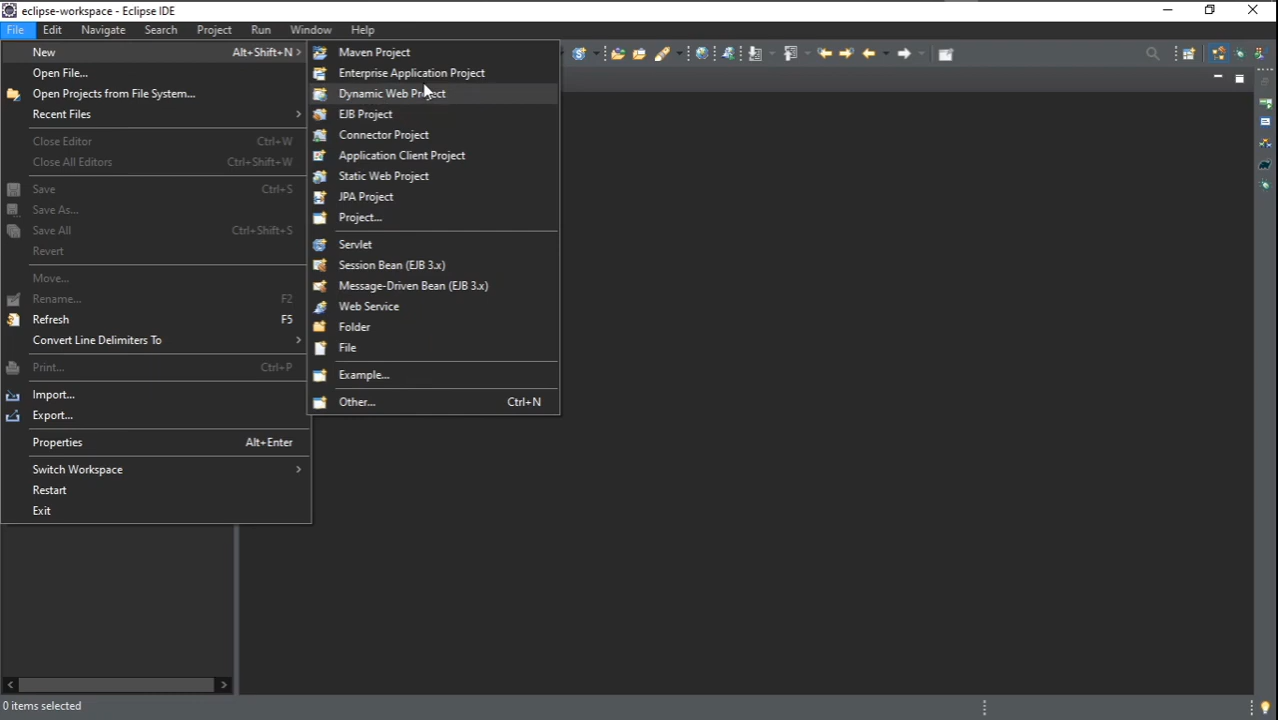 eclipse-workspace - Eclipse IDE
File Edit Navigate Search Project Run Window Help
New Alt+Shift+N
Open File...
Open Projects from File System...
Recent Files
Close Editor Ctrl+W
Close All Editors Ctrl+Shift+W
Save Ctrl+S
Save As...
Save All Ctrl+Shift+S
Revert
Move...
Rename... F2
Refresh F5
Convert Line Delimiters To
Print... Ctrl+P
Import...
Export...
Properties Alt+Enter
Switch Workspace
Restart
Exit
Maven Project
Enterprise Application Project
Dynamic Web Project
EJB Project
Connector Project
Application Client Project
Static Web Project
JPA Project
Project...
Servlet
Session Bean (EJB 3.x)
Message-Driven Bean (EJB 3.x)
Web Service
Folder
File
Example...
Other... Ctrl+N
0 items selected